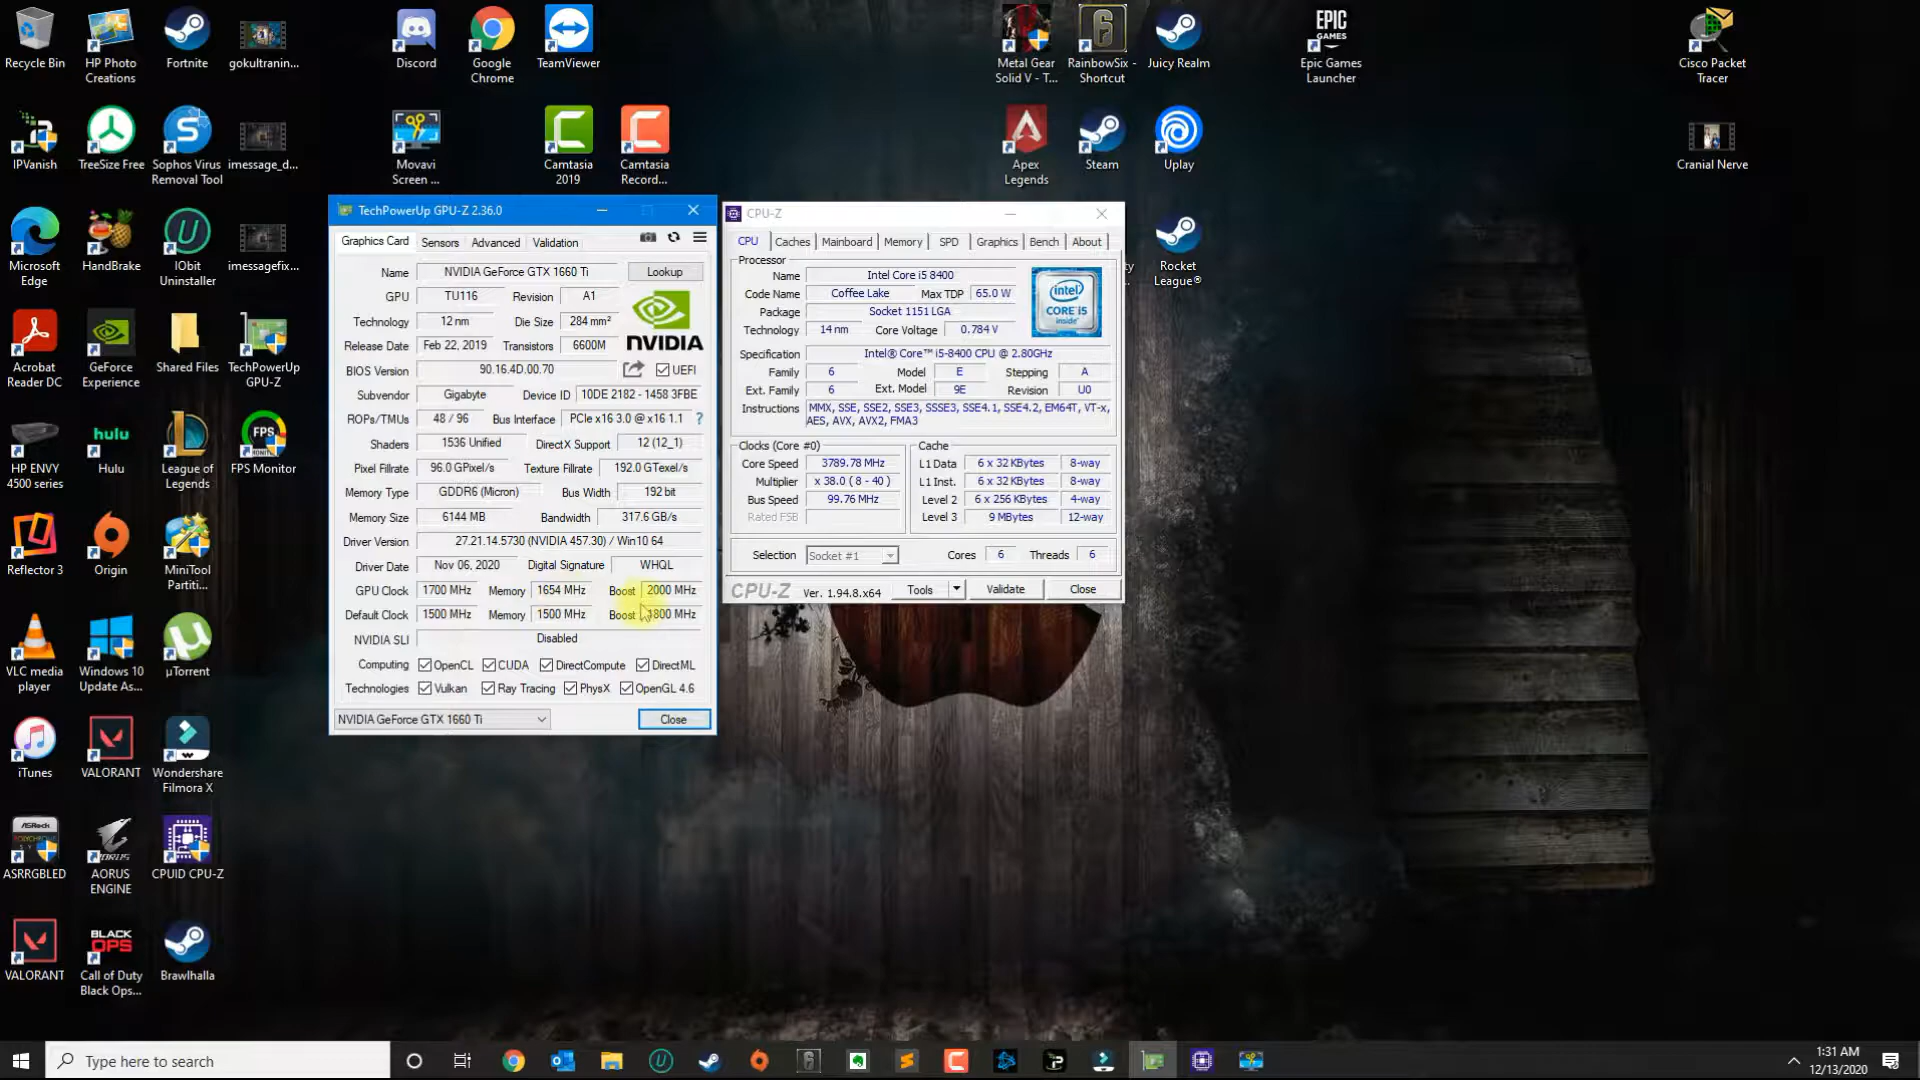 Recycle Bin
HP Photo
Creations
Fortnite
gokultranin...
Discord
Google
Chrome
TeamViewer
Metal Gear
Solid V - T...
RainbowSix -
Shortcut
Juicy Realm
EPIC
GAMES
Epic Games
Launcher
Cisco Packet
Tracer
IPVanish
TreeSize Free
Sophos Virus
Removal Tool
imessage_d...
Movavi
Screen ...
Camtasia
2019
Camtasia
Record...
Apex
Legends
Steam
Uplay
Cranial Nerve
Microsoft
Edge
HandBrake
IObit
Uninstaller
imessagefix...
Rocket
League®
Acrobat
Reader DC
GeForce
Experience
Shared Files
TechPowerUp
GPU-Z
HP ENVY
4500 series
hulu
Hulu
League of
Legends
FPS
FPS Monitor
Reflector 3
Origin
MiniTool
Partiti...
VLC media
player
Windows 10
Update As...
µTorrent
iTunes
VALORANT
Wondershare
Filmora X
ASRock
ASRRGBLED
AORUS
AORUS
ENGINE
CPUID CPU-Z
VALORANT
BLACK
OPS
Call of Duty
Black Ops...
Brawlhalla
TechPowerUp GPU-Z 2.36.0
Graphics Card Sensors Advanced Validation
Name NVIDIA GeForce GTX 1660 Ti Lookup
GPU TU116 Revision A1
Technology 12 nm Die Size 284 mm²
Release Date Feb 22, 2019 Transistors 6600M
NVIDIA
BIOS Version 90.16.4D.00.70 UEFI
Subvendor Gigabyte Device ID 10DE 2182 - 1458 3FBE
ROPs/TMUs 48 / 96 Bus Interface PCIe x16 3.0 @ x16 1.1 ?
Shaders 1536 Unified DirectX Support 12 (12_1)
Pixel Fillrate 96.0 GPixel/s Texture Fillrate 192.0 GTexel/s
Memory Type GDDR6 (Micron) Bus Width 192 bit
Memory Size 6144 MB Bandwidth 317.6 GB/s
Driver Version 27.21.14.5730 (NVIDIA 457.30) / Win10 64
Driver Date Nov 06, 2020 Digital Signature WHQL
GPU Clock 1700 MHz Memory 1654 MHz Boost 2000 MHz
Default Clock 1500 MHz Memory 1500 MHz Boost 1800 MHz
NVIDIA SLI Disabled
Computing OpenCL CUDA DirectCompute DirectML
Technologies Vulkan Ray Tracing PhysX OpenGL 4.6
NVIDIA GeForce GTX 1660 Ti Close
CPU-Z
CPU Caches Mainboard Memory SPD Graphics Bench About
Processor
Name Intel Core i5 8400
Code Name Coffee Lake Max TDP 65.0 W
Package Socket 1151 LGA
Technology 14 nm Core Voltage 0.784 V
intel
CORE i5
inside
Specification Intel® Core™ i5-8400 CPU @ 2.80GHz
Family 6 Model E Stepping A
Ext. Family 6 Ext. Model 9E Revision U0
Instructions MMX, SSE, SSE2, SSE3, SSSE3, SSE4.1, SSE4.2, EM64T, VT-x,
AES, AVX, AVX2, FMA3
Clocks (Core #0) Cache
Core Speed 3789.78 MHz L1 Data 6 x 32 KBytes 8-way
Multiplier x 38.0 ( 8 - 40 ) L1 Inst. 6 x 32 KBytes 8-way
Bus Speed 99.76 MHz Level 2 6 x 256 KBytes 4-way
Rated FSB Level 3 9 MBytes 12-way
Selection Socket #1 Cores 6 Threads 6
CPU-Z Ver. 1.94.8.x64 Tools Validate Close
Type here to search
1:31 AM
12/13/2020